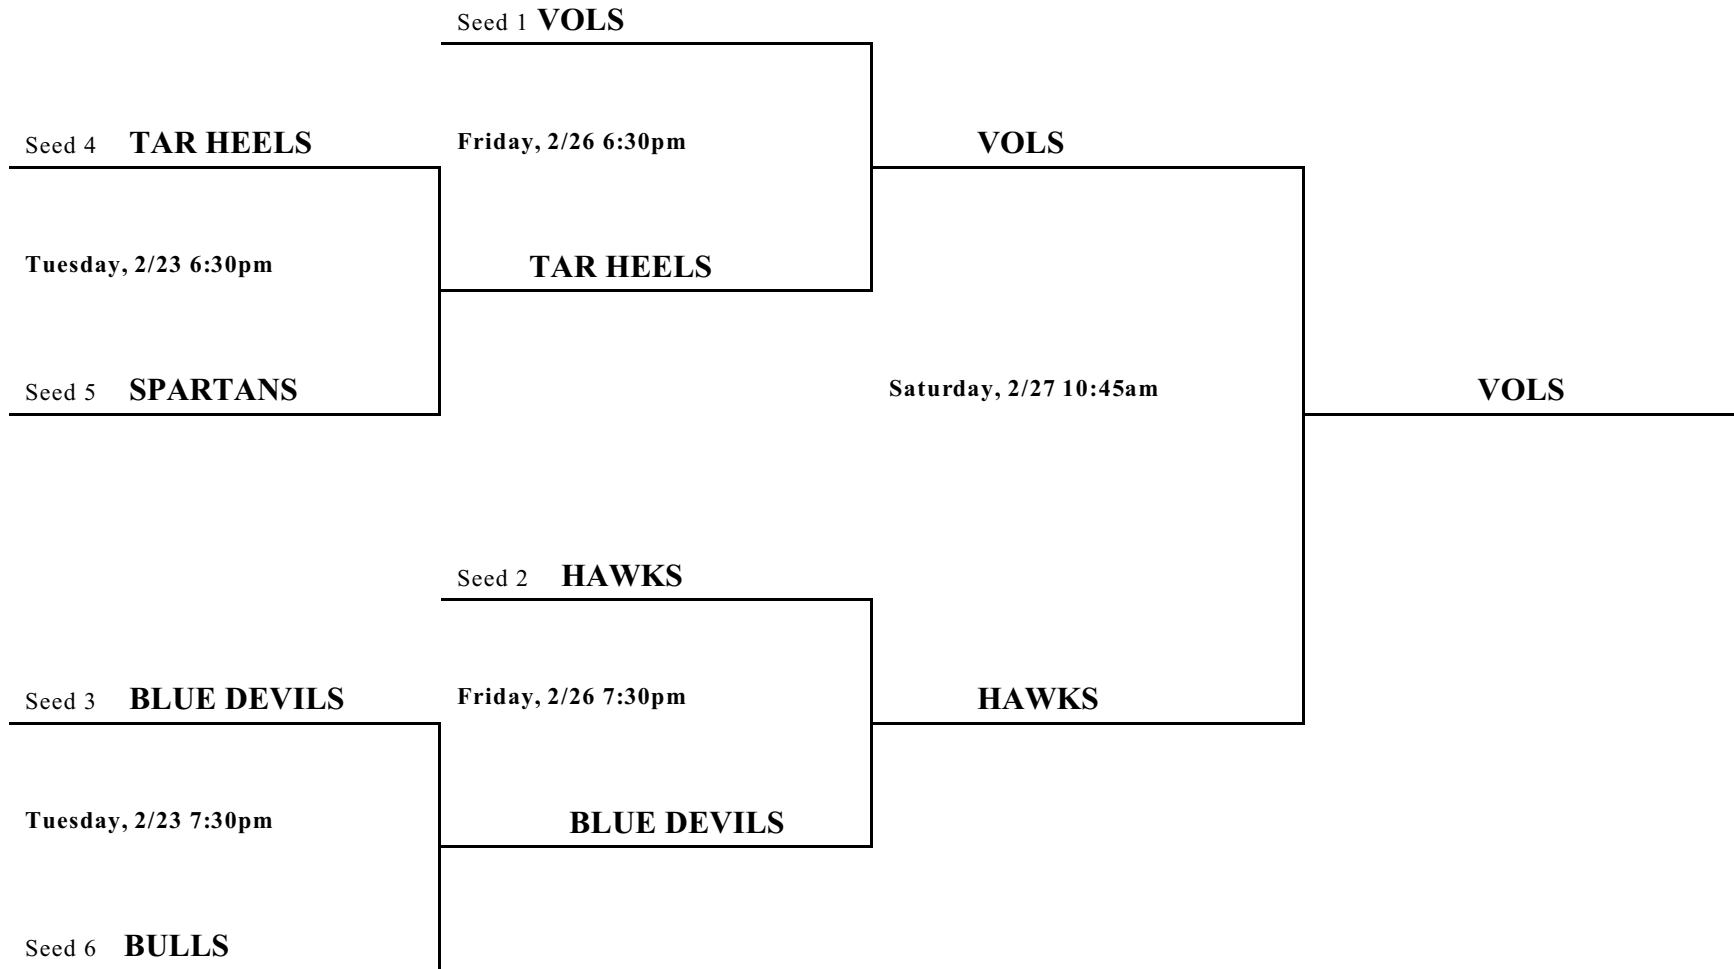 Seed 1 VOLS
Seed 4 TAR HEELS
Friday, 2/26 6:30pm
VOLS
Tuesday, 2/23 6:30pm
TAR HEELS
Seed 5 SPARTANS
Saturday, 2/27 10:45am
VOLS
Seed 2 HAWKS
Seed 3 BLUE DEVILS
Friday, 2/26 7:30pm
HAWKS
Tuesday, 2/23 7:30pm
BLUE DEVILS
Seed 6 BULLS